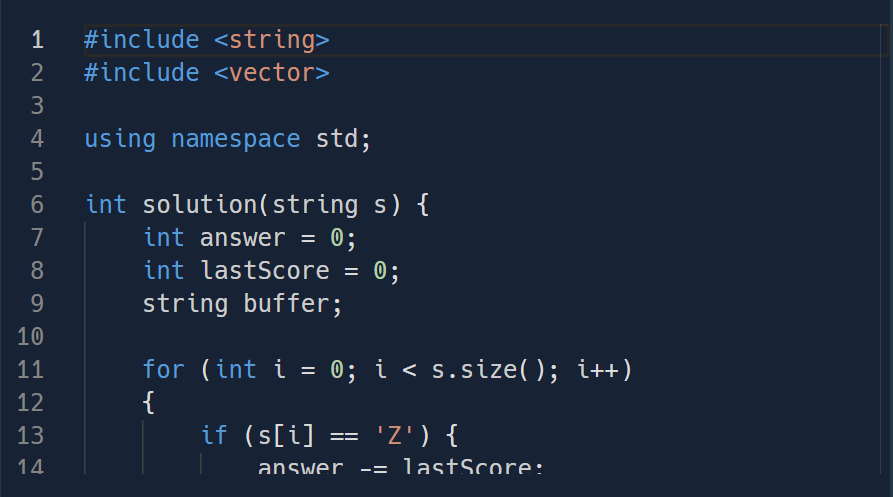 1 #include <string>
2 #include <vector>
3
4 using namespace std;
5
6 int solution(string s) {
7     int answer = 0;
8     int lastScore = 0;
9     string buffer;
10
11     for (int i = 0; i < s.size(); i++)
12     {
13         if (s[i] == 'Z') {
14             answer -= lastScore;